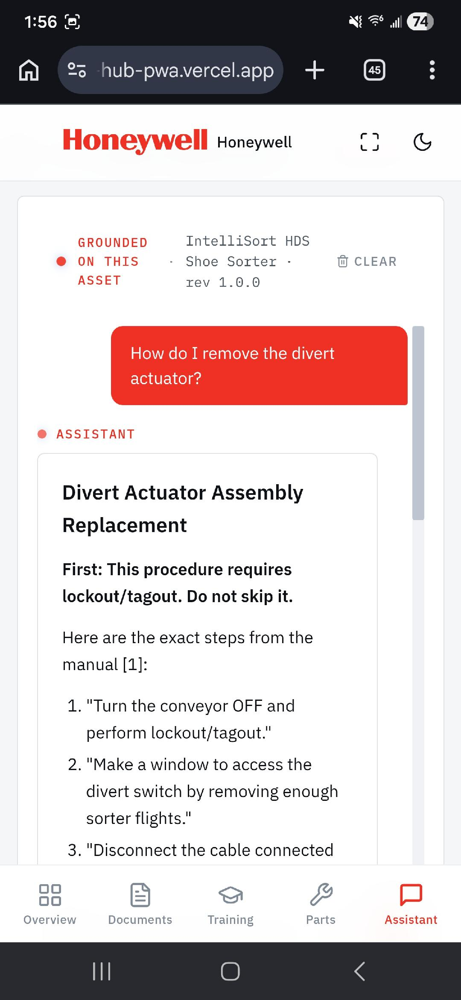 1:56
6
74
-hub-pwa.vercel.app
45
Honeywell Honeywell
GROUNDED
ON THIS
ASSET
·
IntelliSort HDS
Shoe Sorter ·
rev 1.0.0
CLEAR
How do I remove the divert
actuator?
ASSISTANT
Divert Actuator Assembly
Replacement
First: This procedure requires
lockout/tagout. Do not skip it.
Here are the exact steps from the
manual [1]:
1. "Turn the conveyor OFF and
perform lockout/tagout."
2. "Make a window to access the
divert switch by removing enough
sorter flights."
3. "Disconnect the cable connected
Overview
Documents
Training
Parts
Assistant